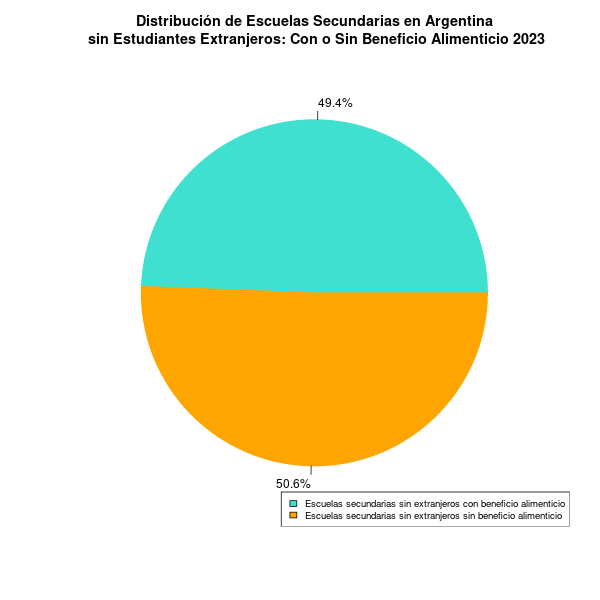 Distribución de Escuelas Secundarias en Argentina
sin Estudiantes Extranjeros: Con o Sin Beneficio Alimenticio 2023
49.4%
50.6%
Escuelas secundarias sin extranjeros con beneficio alimenticio
Escuelas secundarias sin extranjeros sin beneficio alimenticio